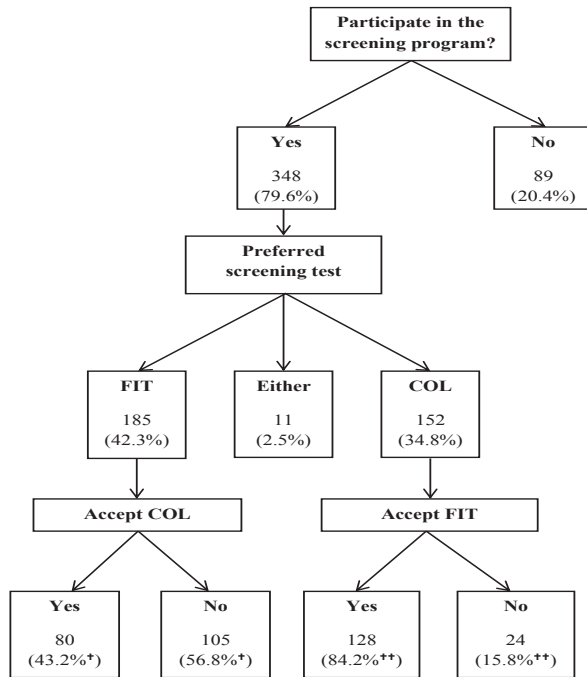 Participate in the
screening program?
Yes
348
(79.6%)
No
89
(20.4%)
Preferred
screening test
FIT
185
(42.3%)
Either
11
(2.5%)
COL
152
(34.8%)
Accept COL
Accept FIT
Yes
80
(43.2%✝)
No
105
(56.8%✝)
Yes
128
(84.2%✝✝)
No
24
(15.8%✝✝)